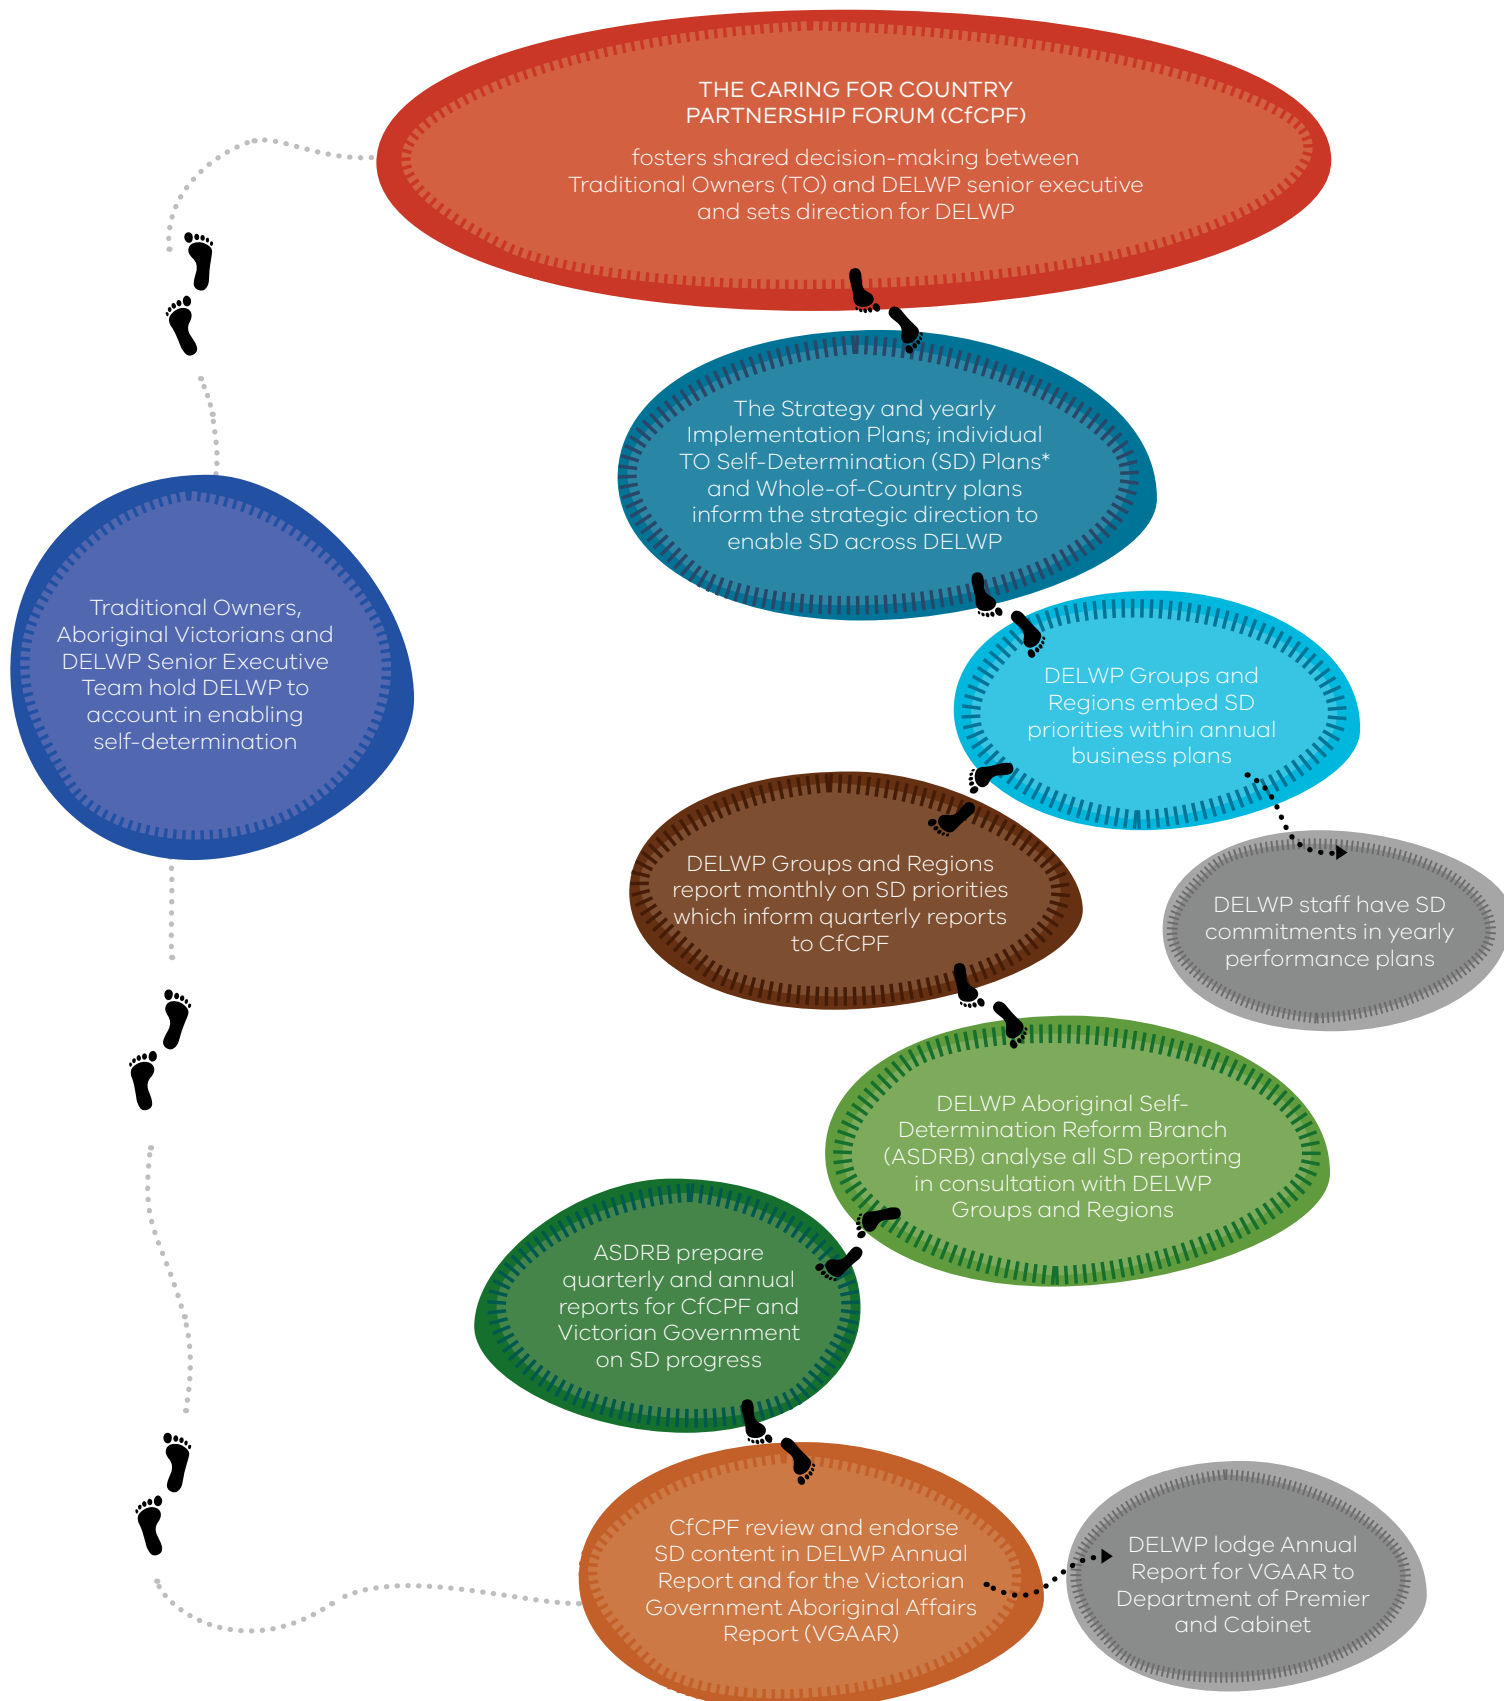 THE CARING FOR COUNTRY
PARTNERSHIP FORUM (CfCPF)
fosters shared decision-making between
Traditional Owners (TO) and DELWP senior executive
and sets direction for DELWP
The Strategy and yearly
Implementation Plans; individual
TO Self-Determination (SD) Plans*
and Whole-of-Country plans
inform the strategic direction to
enable SD across DELWP
Traditional Owners,
Aboriginal Victorians and
DELWP Senior Executive
Team hold DELWP to
account in enabling
self-determination
DELWP Groups and
Regions embed SD
priorities within annual
business plans
DELWP Groups and Regions
report monthly on SD priorities
which inform quarterly reports
to CfCPF
DELWP staff have SD
commitments in yearly
performance plans
DELWP Aboriginal Self-
Determination Reform Branch
(ASDRB) analyse all SD reporting
in consultation with DELWP
Groups and Regions
ASDRB prepare
quarterly and annual
reports for CfCPF and
Victorian Government
on SD progress
CfCPF review and endorse
SD content in DELWP Annual
Report and for the Victorian
Government Aboriginal Affairs
Report (VGAAR)
DELWP lodge Annual
Report for VGAAR to
Department of Premier
and Cabinet